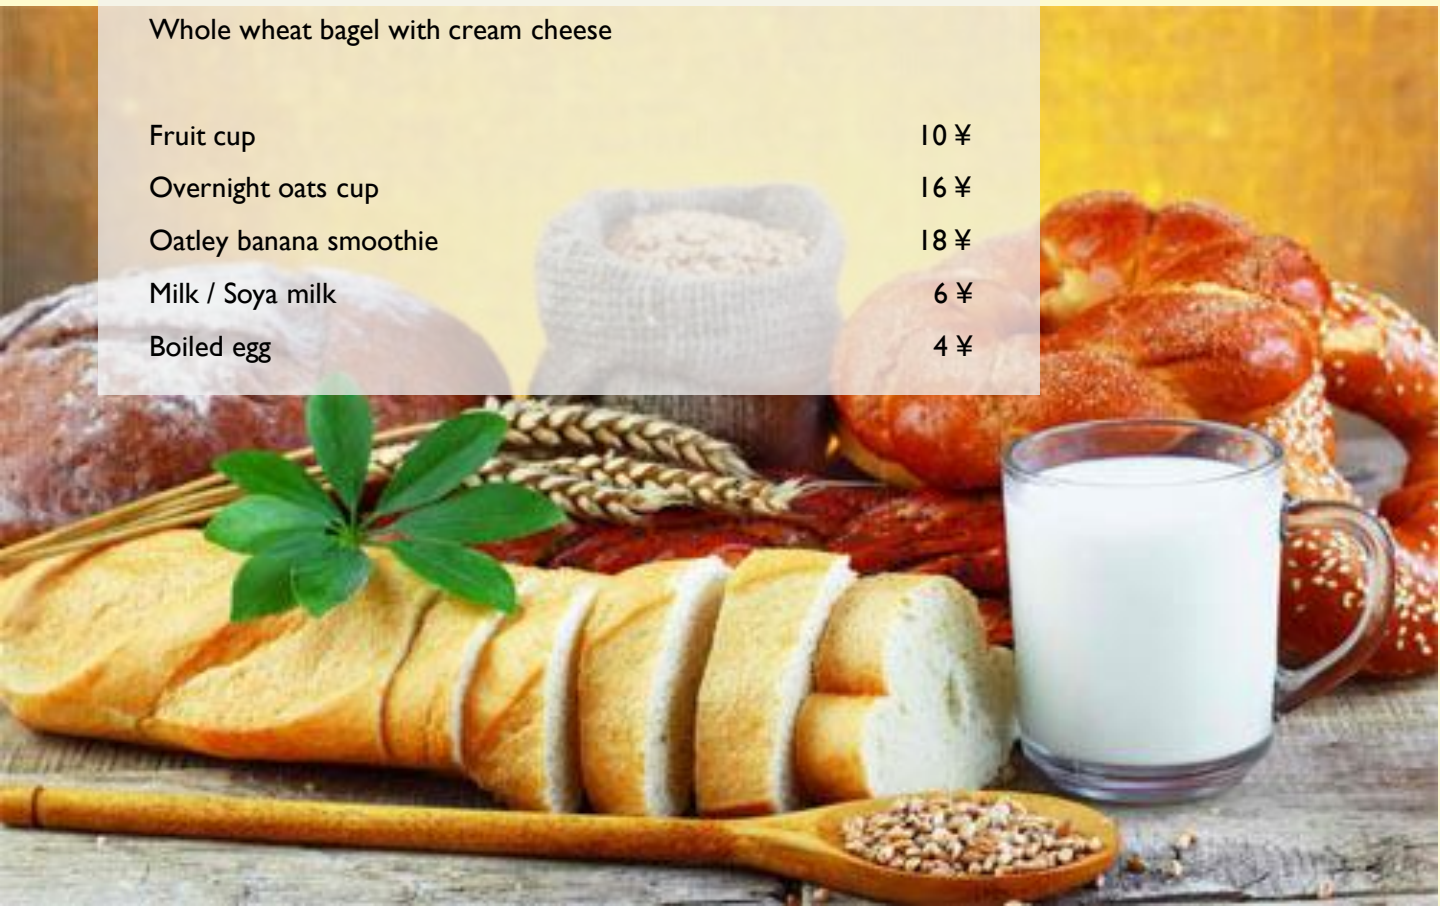 Whole wheat bagel with cream cheese
Fruit cup 10 ¥
Overnight oats cup 16 ¥
Oatley banana smoothie 18 ¥
Milk / Soya milk 6 ¥
Boiled egg 4 ¥